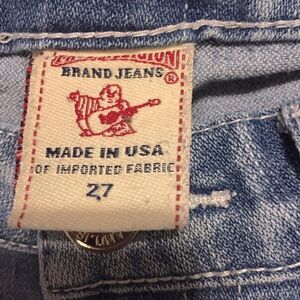 BRAND JEANS®
MADE IN USA
OF IMPORTED FABRIC
27